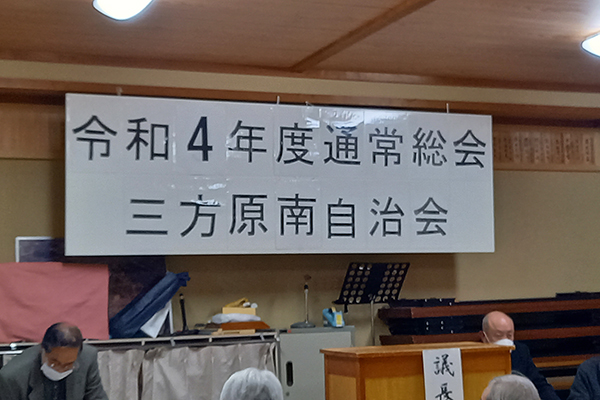 令和4年度通常総会
三方原南自治会
議長